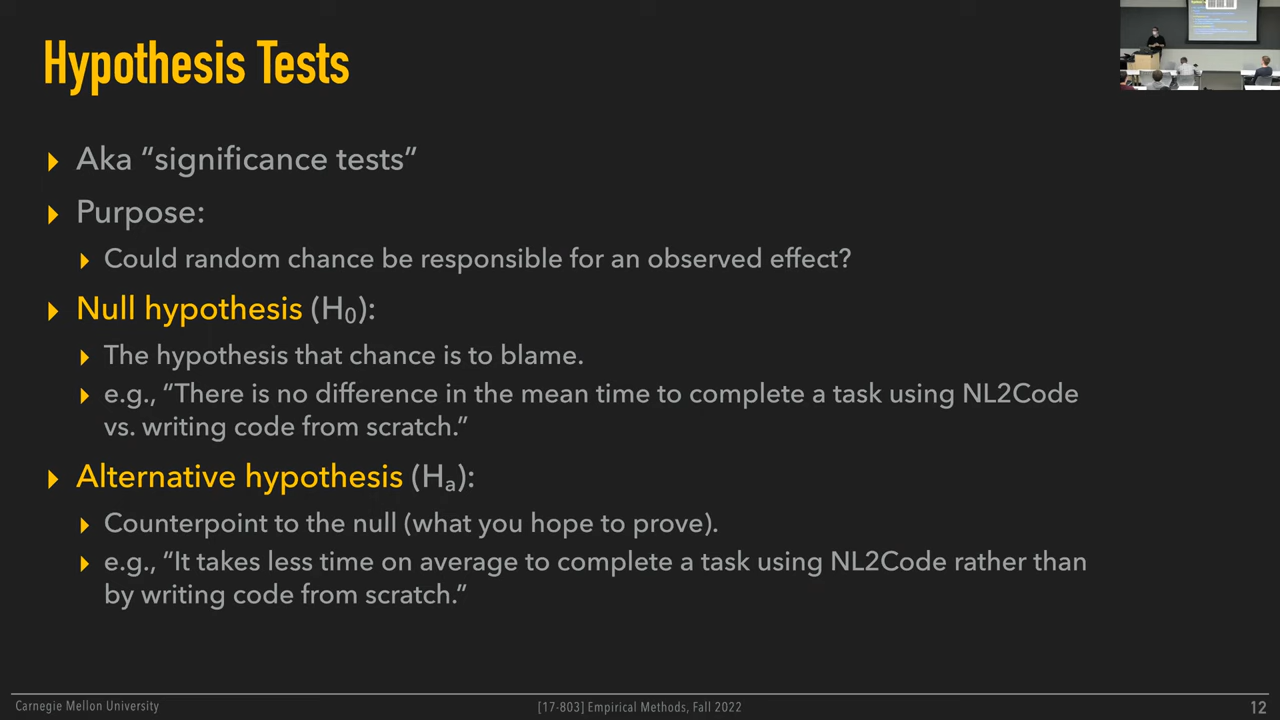 Hypothesis Tests
Aka “significance tests”
Purpose:
Could random chance be responsible for an observed effect?
Null hypothesis (H₀):
The hypothesis that chance is to blame.
e.g., “There is no difference in the mean time to complete a task using NL2Code
vs. writing code from scratch.”
Alternative hypothesis (Hₐ):
Counterpoint to the null (what you hope to prove).
e.g., “It takes less time on average to complete a task using NL2Code rather than
by writing code from scratch.”
Carnegie Mellon University
[17-803] Empirical Methods, Fall 2022
12